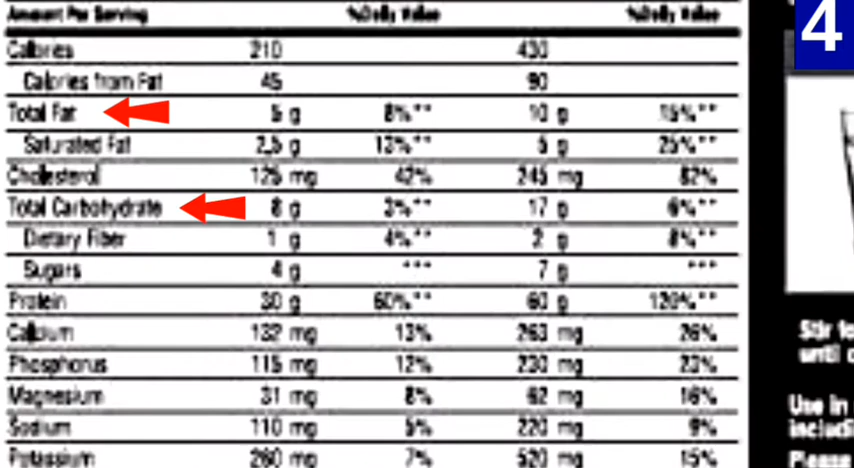 Amount Per Serving %Daily Value %Daily Value
4
Calories 210 430
Calories from Fat 45 90
Total Fat 5 g 8%** 10 g 15%**
Saturated Fat 2.5 g 13%** 5 g 25%**
Cholesterol 125 mg 42% 245 mg 82%
Total Carbohydrate 8 g 3%** 17 g 6%**
Dietary Fiber 1 g 4%** 2 g 8%**
Sugars 4 g *** 7 g ***
Protein 30 g 60%** 60 g 120%**
Calcium 132 mg 13% 263 mg 26%
Phosphorus 115 mg 12% 230 mg 23%
Magnesium 31 mg 8% 62 mg 16%
Sodium 110 mg 5% 220 mg 9%
Potassium 260 mg 7% 520 mg 15%
Stir
until
Use in
Please